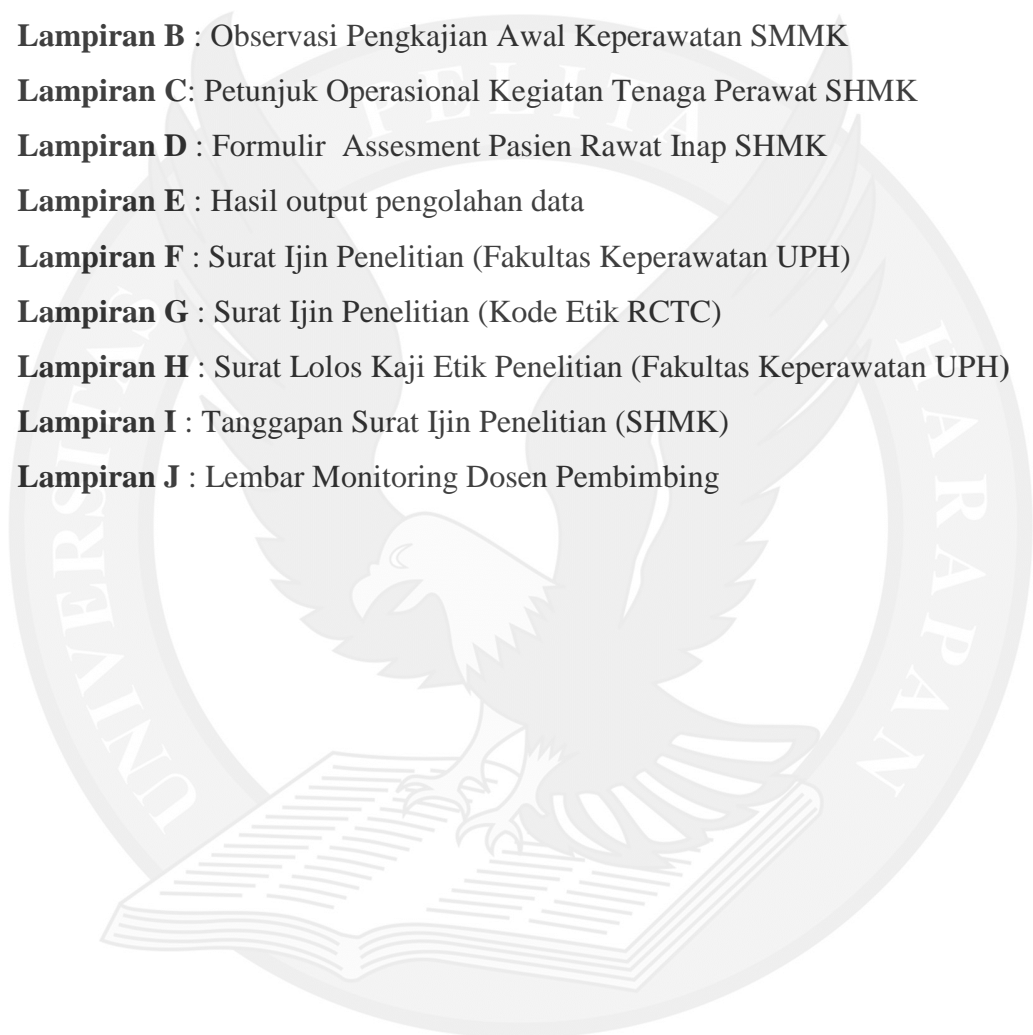 Lampiran B : Observasi Pengkajian Awal Keperawatan SMMK
Lampiran C: Petunjuk Operasional Kegiatan Tenaga Perawat SHMK
Lampiran D : Formulir Assesment Pasien Rawat Inap SHMK
Lampiran E : Hasil output pengolahan data
Lampiran F : Surat Ijin Penelitian (Fakultas Keperawatan UPH)
Lampiran G : Surat Ijin Penelitian (Kode Etik RCTC)
Lampiran H : Surat Lolos Kaji Etik Penelitian (Fakultas Keperawatan UPH)
Lampiran I : Tanggapan Surat Ijin Penelitian (SHMK)
Lampiran J : Lembar Monitoring Dosen Pembimbing
UNIVERSITAS PELITA HARAPAN